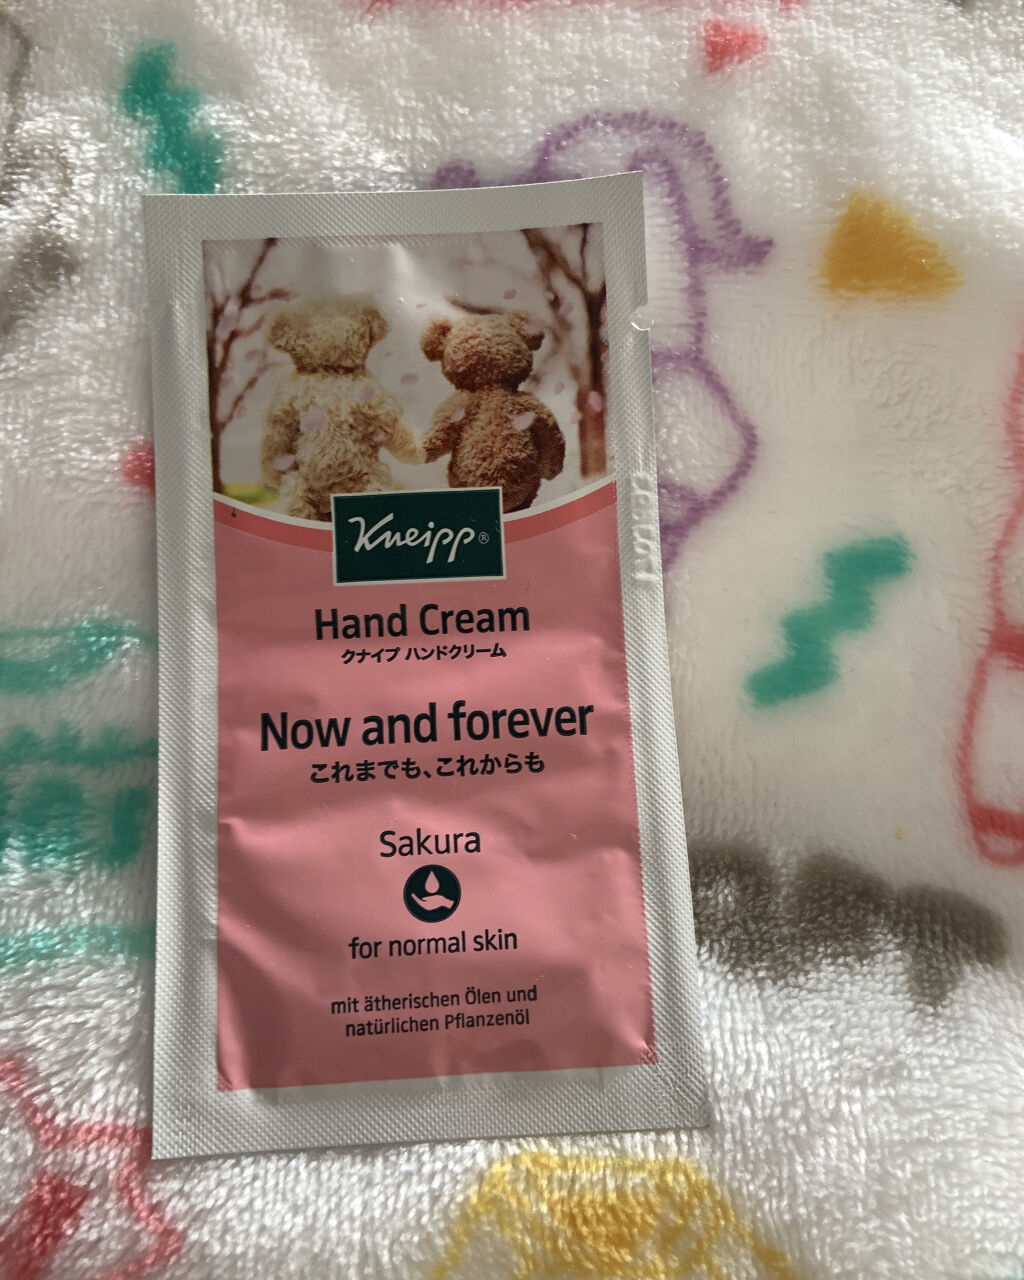 Kneipp®
Hand Cream
クナイプ ハンドクリーム
Now and forever
これまでも、これからも
Sakura
for normal skin
mit ätherischen Ölen und
natürlichen Pflanzenöl